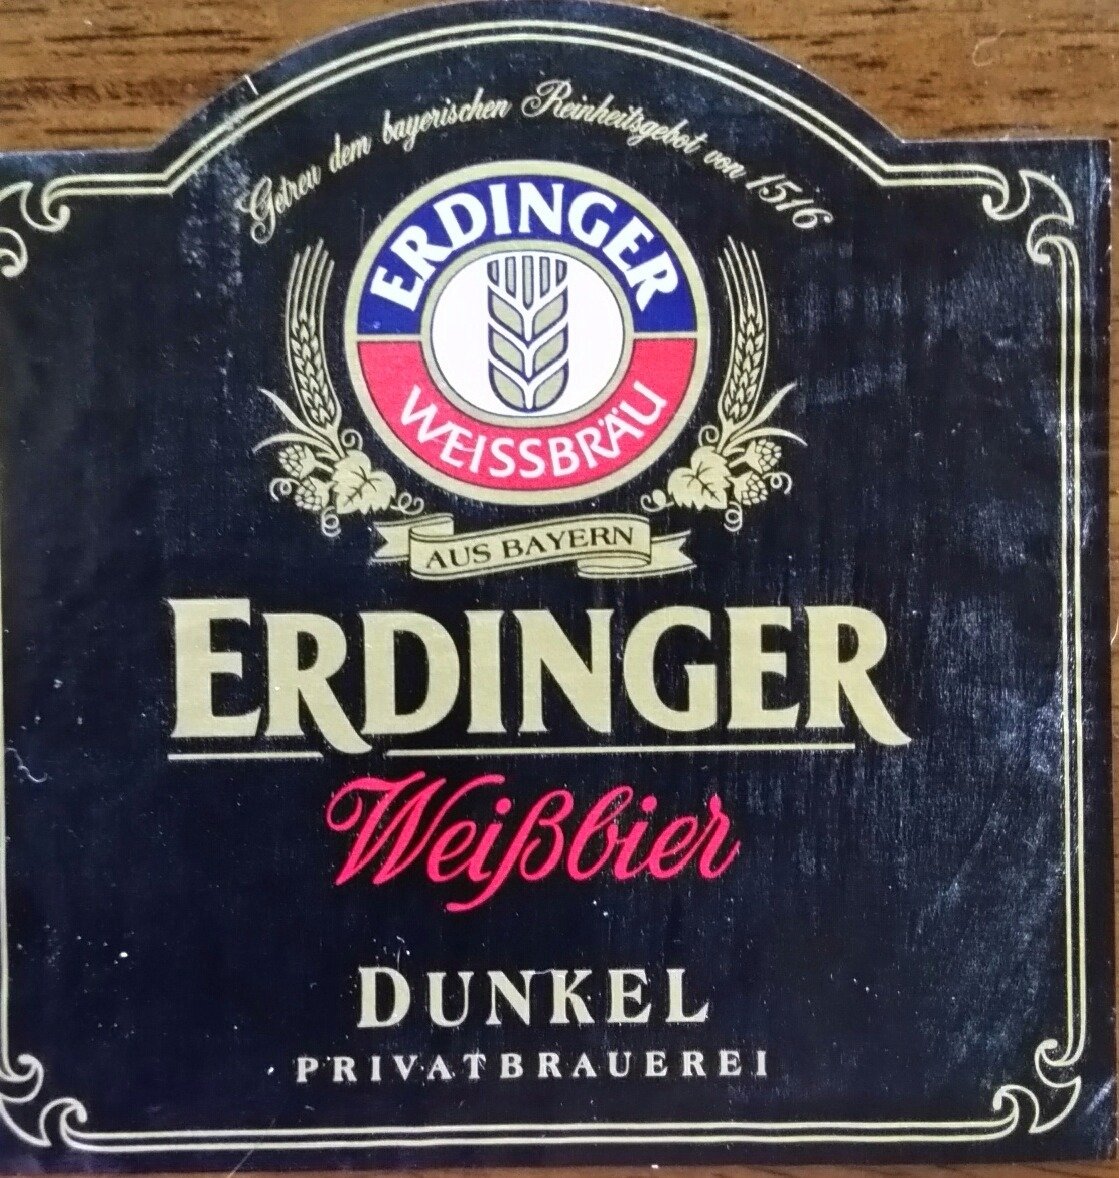 Getreu dem bayerischen Reinheitsgebot von 1516
ERDINGER
WEISSBRÄU
AUS BAYERN
ERDINGER
Weißbier
DUNKEL
PRIVATBRAUEREI